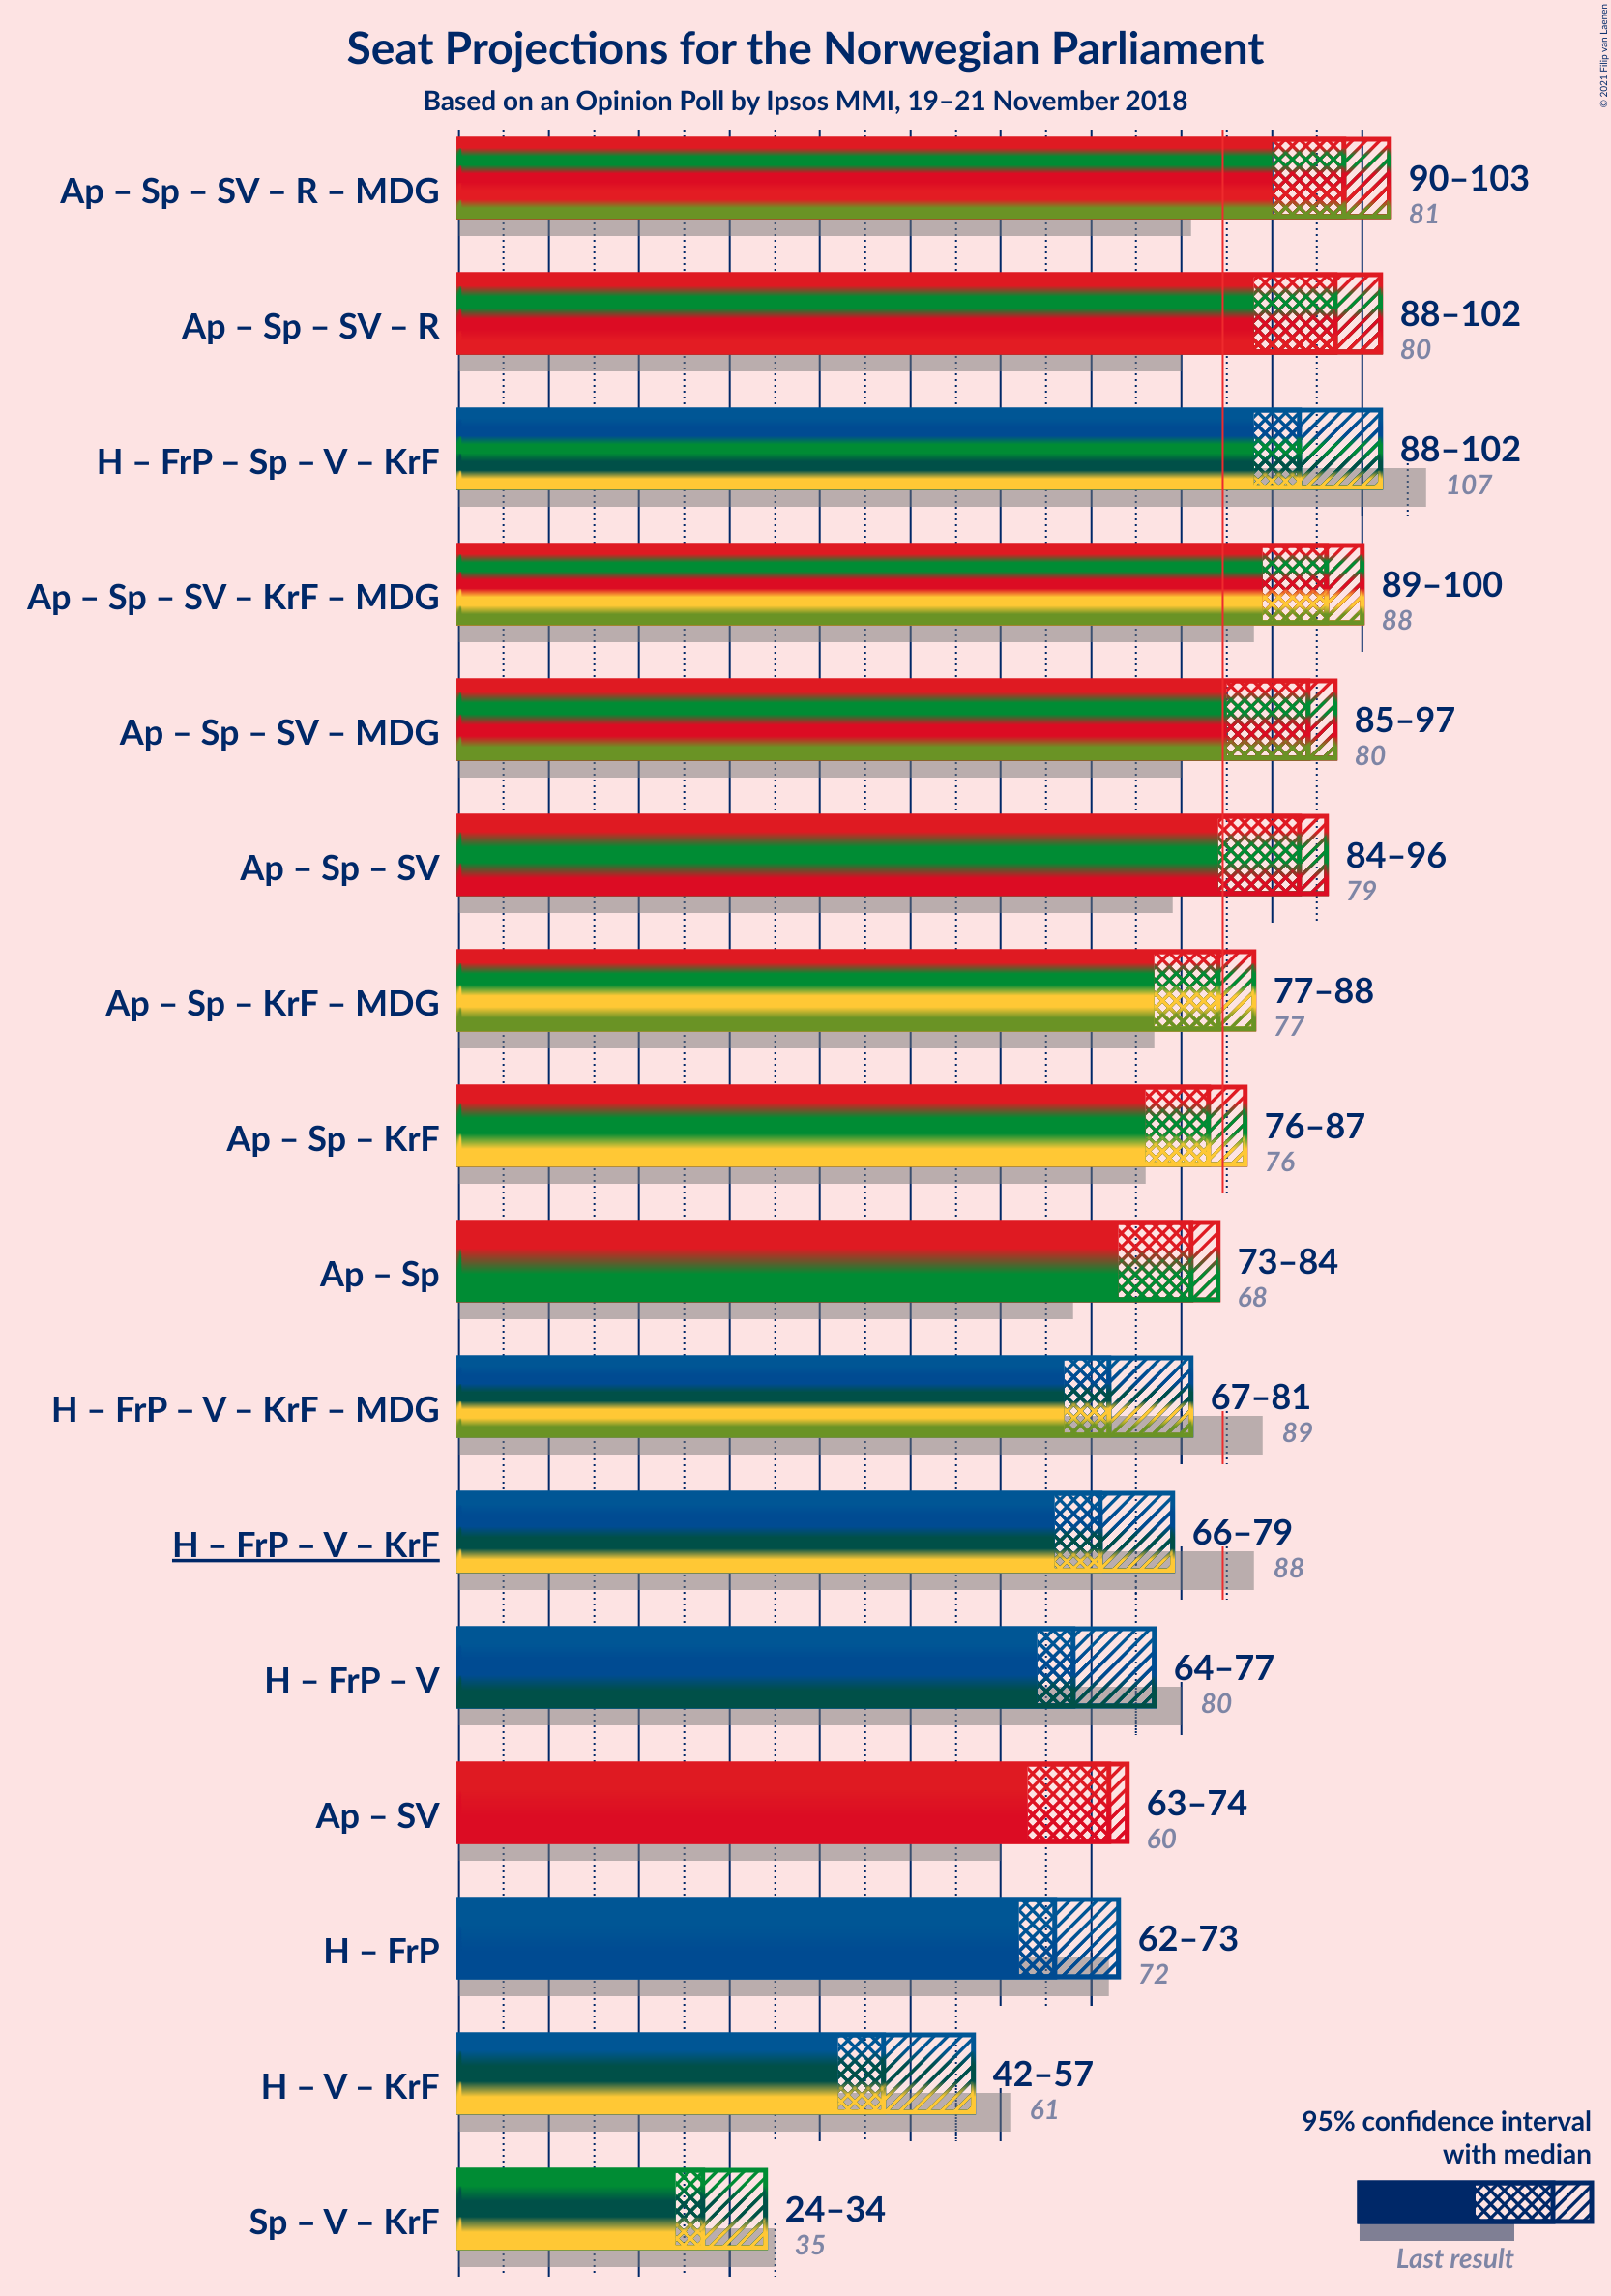 Seat Projections for the Norwegian Parliament
Based on an Opinion Poll by Ipsos MMI, 19–21 November 2018
© 2021 Filip van Laenen
Ap – Sp – SV – R – MDG
90–103
81
Ap – Sp – SV – R
88–102
80
H – FrP – Sp – V – KrF
88–102
107
Ap – Sp – SV – KrF – MDG
89–100
88
Ap – Sp – SV – MDG
85–97
80
Ap – Sp – SV
84–96
79
Ap – Sp – KrF – MDG
77–88
77
Ap – Sp – KrF
76–87
76
Ap – Sp
73–84
68
H – FrP – V – KrF – MDG
67–81
89
H – FrP – V – KrF
66–79
88
H – FrP – V
64–77
80
Ap – SV
63–74
60
H – FrP
62–73
72
H – V – KrF
42–57
61
Sp – V – KrF
24–34
35
95% confidence interval
with median
Last result